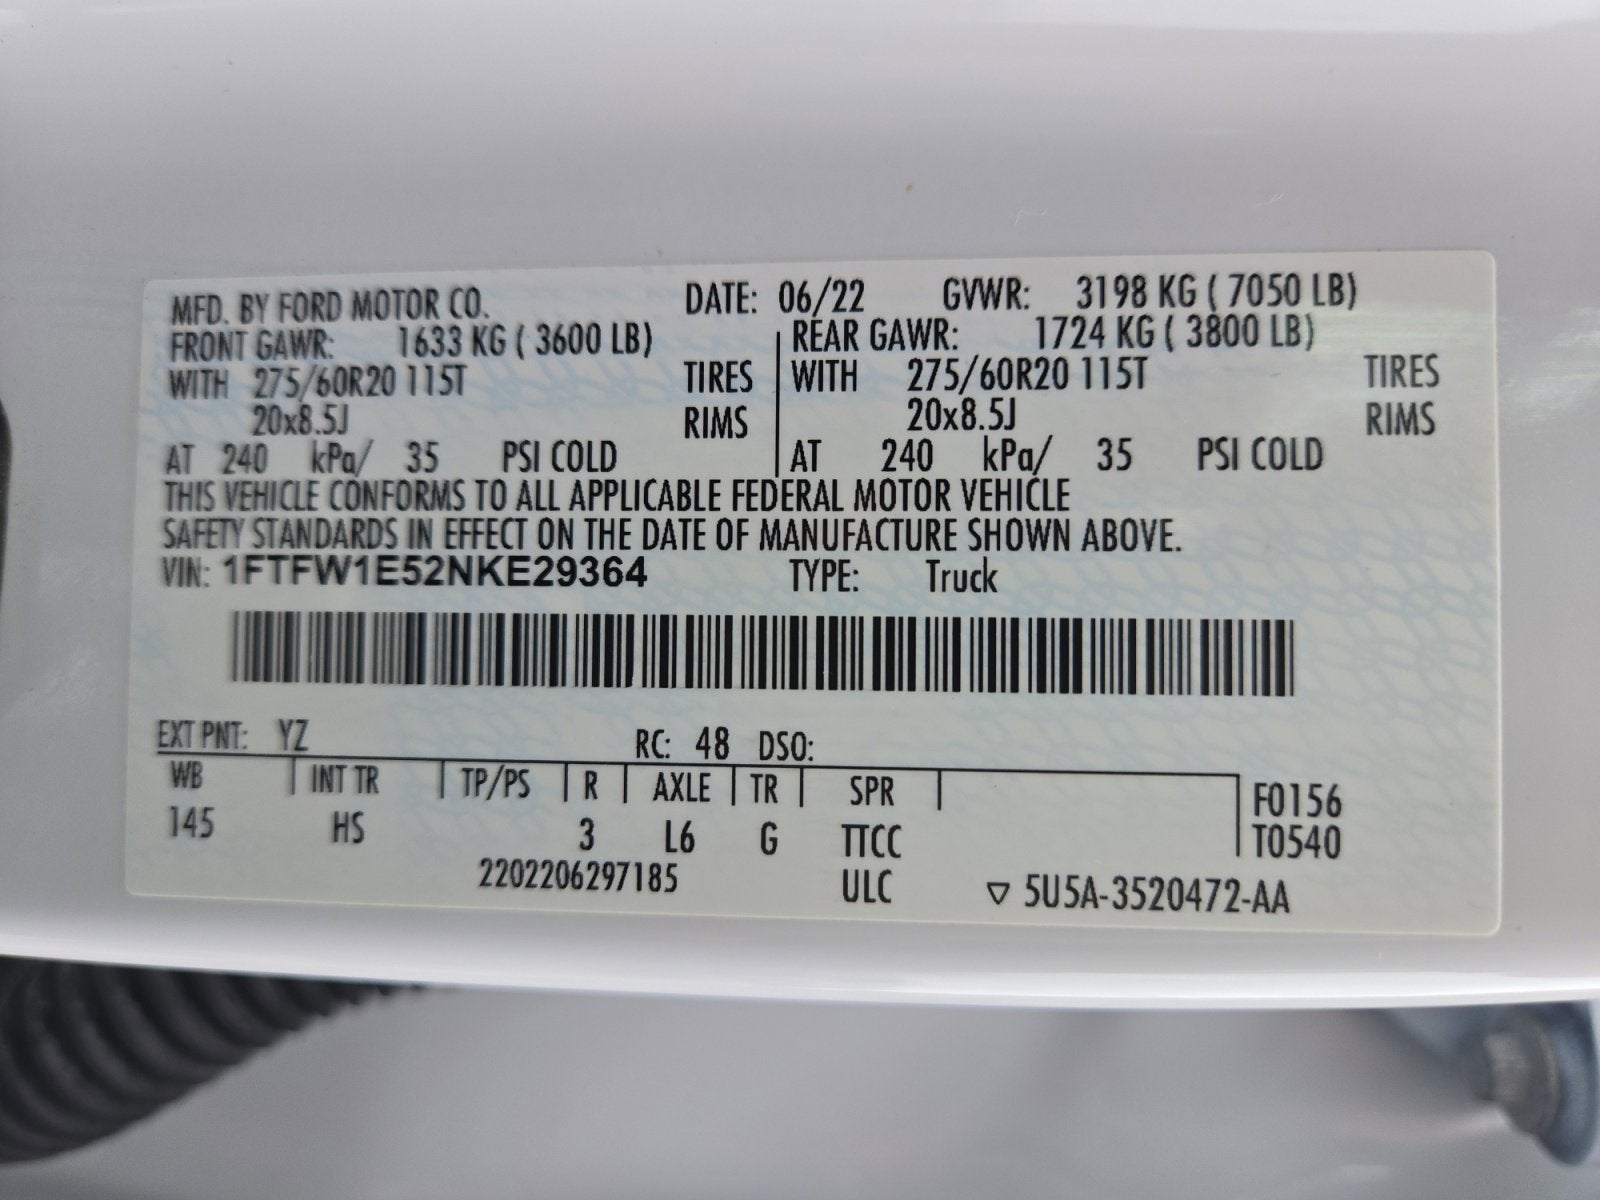 MFD. BY FORD MOTOR CO. DATE: 06/22 GVWR: 3198 KG ( 7050 LB)
FRONT GAWR: 1633 KG ( 3600 LB) REAR GAWR: 1724 KG ( 3800 LB)
WITH 275/60R20 115T TIRES WITH 275/60R20 115T TIRES
20x8.5J RIMS 20x8.5J RIMS
AT 240 kPa/ 35 PSI COLD AT 240 kPa/ 35 PSI COLD
THIS VEHICLE CONFORMS TO ALL APPLICABLE FEDERAL MOTOR VEHICLE
SAFETY STANDARDS IN EFFECT ON THE DATE OF MANUFACTURE SHOWN ABOVE.
VIN: 1FTFW1E52NKE29364 TYPE: Truck
EXT PNT: YZ RC: 48 DSO:
WB INT TR TP/PS R AXLE TR SPR F0156
145 HS 3 L6 G TTCC T0540
2202206297185 ULC ▽ 5U5A-3520472-AA